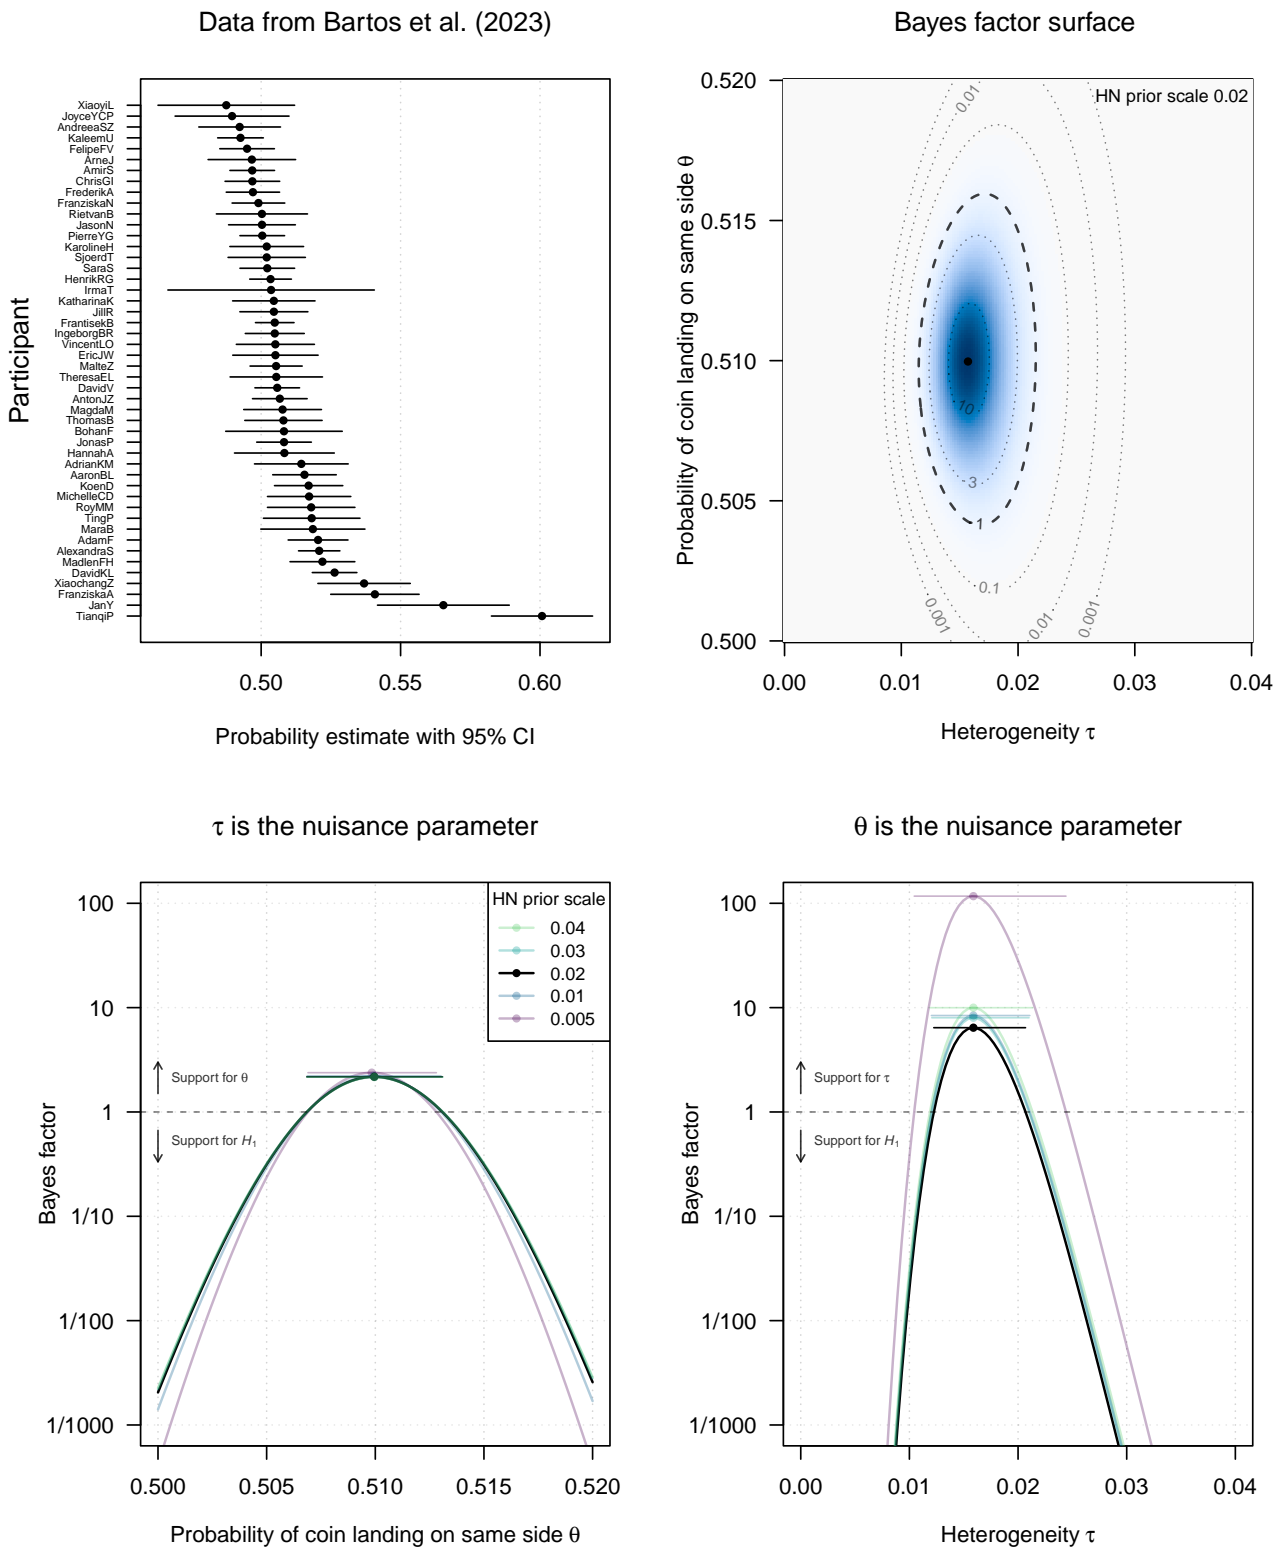 Data from Bartos et al. (2023)
Participant
XiaoyiL
JoyceYCP
AndreeaSZ
KaleemU
FelipeFV
ArneJ
AmirS
ChrisGI
FrederikA
FranziskaN
RietvanB
JasonN
PierreYG
KarolineH
SjoerdT
SaraS
HenrikRG
IrmaT
KatharinaK
JillR
FrantisekB
IngeborgBR
VincentLO
EricJW
MalteZ
TheresaEL
DavidV
AntonJZ
MagdaM
ThomasB
BohanF
JonasP
HannahA
AdrianKM
AaronBL
KoenD
MichelleCD
RoyMM
TingP
MaraB
AdamF
AlexandraS
MadlenFH
DavidKL
XiaochangZ
FranziskaA
JanY
TianqiP
0.50 0.55 0.60
Probability estimate with 95% CI
Bayes factor surface
HN prior scale 0.02
Probability of coin landing on same side θ
0.520
0.515
0.510
0.505
0.500
0.01
10
3
1
0.1
0.001
0.01
0.001
0.00 0.01 0.02 0.03 0.04
Heterogeneity τ
τ is the nuisance parameter
Bayes factor
100
10
1
1/10
1/100
1/1000
HN prior scale
0.04
0.03
0.02
0.01
0.005
Support for θ
Support for H1
0.500 0.505 0.510 0.515 0.520
Probability of coin landing on same side θ
θ is the nuisance parameter
Bayes factor
100
10
1
1/10
1/100
1/1000
Support for τ
Support for H1
0.00 0.01 0.02 0.03 0.04
Heterogeneity τ